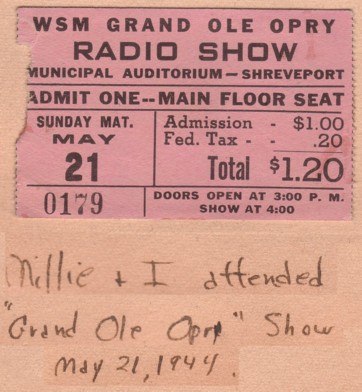 WSM GRAND OLE OPRY
RADIO SHOW
MUNICIPAL AUDITORIUM—SHREVEPORT
ADMIT ONE--MAIN FLOOR SEAT
SUNDAY MAT.
MAY
21
0179
Admission - $1.00
Fed. Tax - - .20
Total $1.20
DOORS OPEN AT 3:00 P. M.
SHOW AT 4:00
Millie + I attended
"Grand Ole Opry" Show
May 21, 1944.